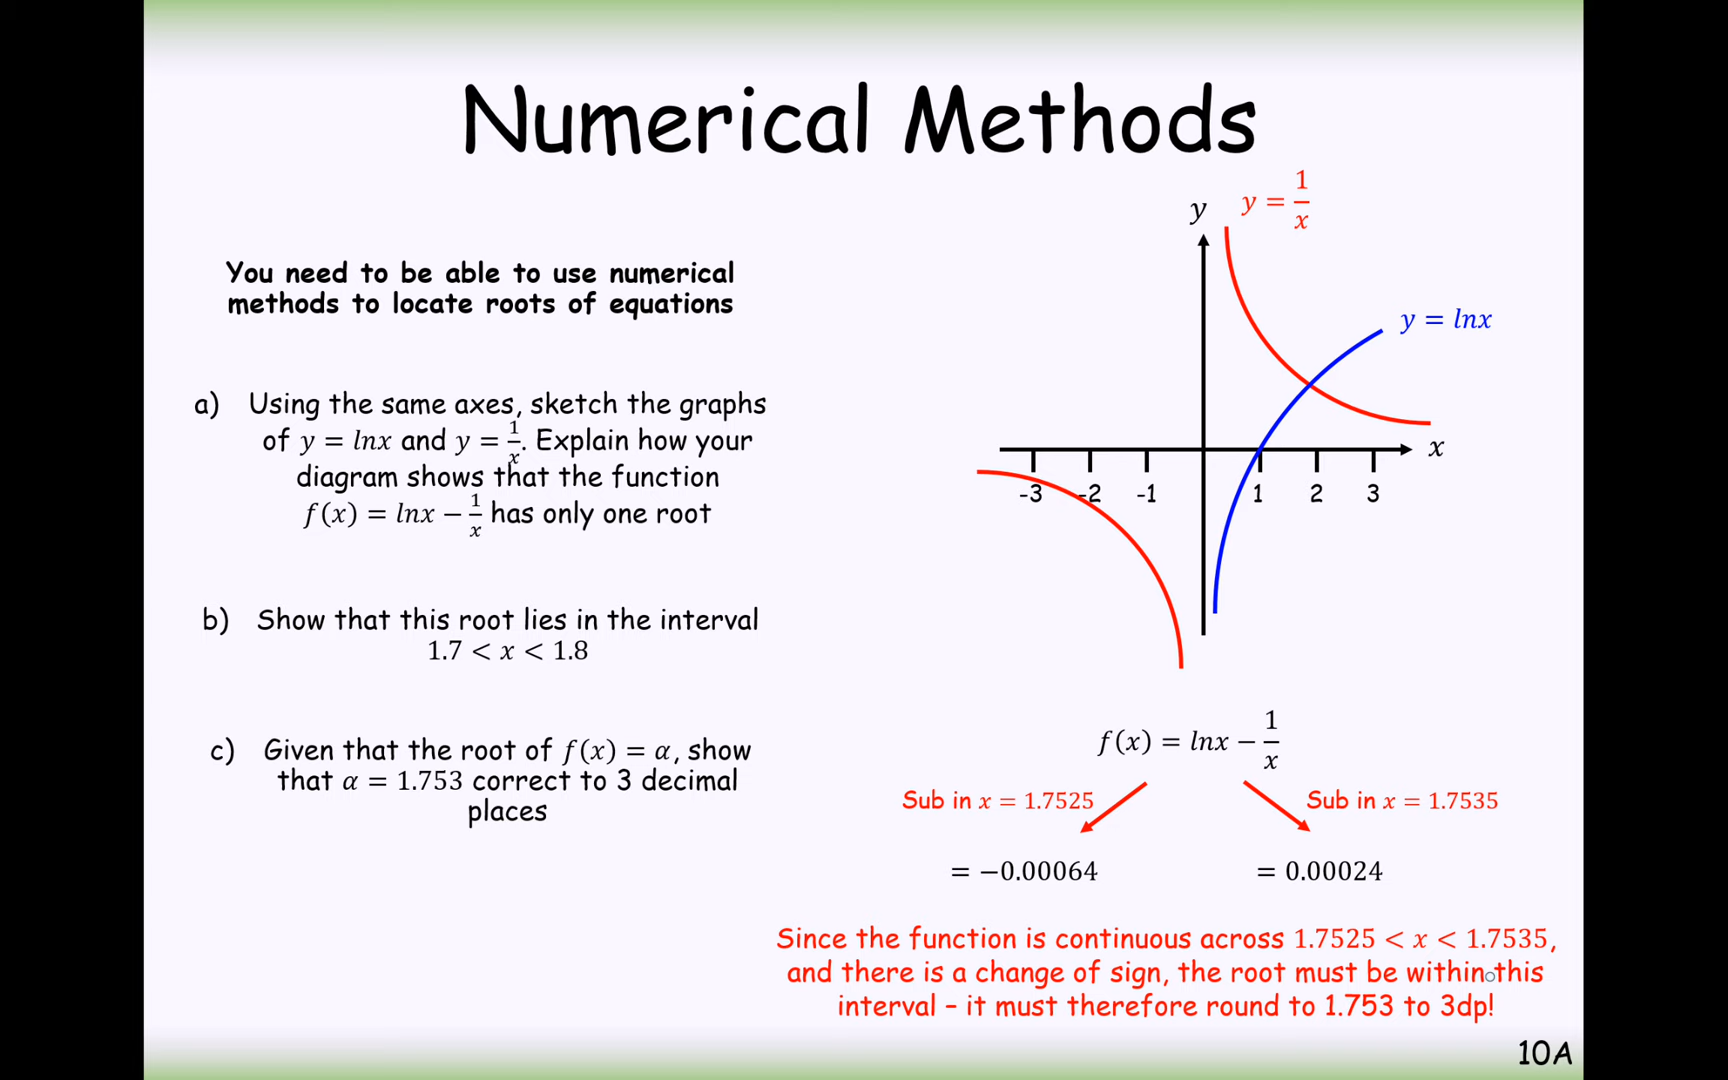 Numerical Methods
You need to be able to use numerical
methods to locate roots of equations
a) Using the same axes, sketch the graphs
of y = lnx and y = 1/x. Explain how your
diagram shows that the function
f(x) = lnx − 1/x has only one root
b) Show that this root lies in the interval
1.7 < x < 1.8
c) Given that the root of f(x) = α, show
that α = 1.753 correct to 3 decimal
places
y
y = 1/x
y = lnx
x
-3 -2 -1 1 2 3
f(x) = lnx − 1/x
Sub in x = 1.7525
Sub in x = 1.7535
= −0.00064
= 0.00024
Since the function is continuous across 1.7525 < x < 1.7535,
and there is a change of sign, the root must be within this
interval – it must therefore round to 1.753 to 3dp!
10A